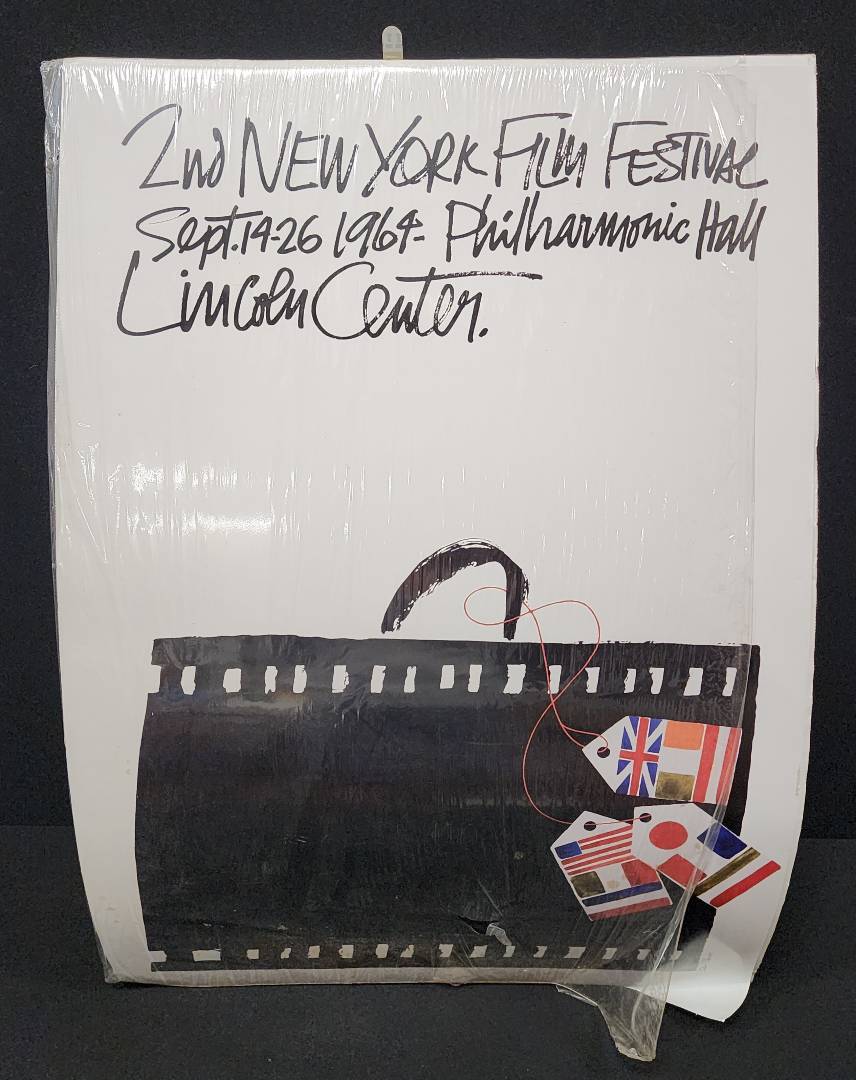 2nd NEW YORK FILM FESTIVAL
Sept. 14-26 1964- Philharmonic Hall
Lincoln Center.